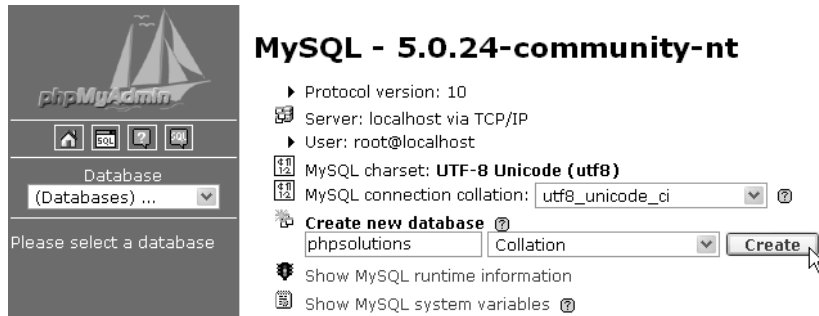 phpMyAdmin
SQL ? SQL
Database
(Databases) ...
Please select a database
MySQL - 5.0.24-community-nt
Protocol version: 10
Server: localhost via TCP/IP
User: root@localhost
MySQL charset: UTF-8 Unicode (utf8)
MySQL connection collation: utf8_unicode_ci ?
Create new database ?
phpsolutions Collation Create
Show MySQL runtime information
Show MySQL system variables ?